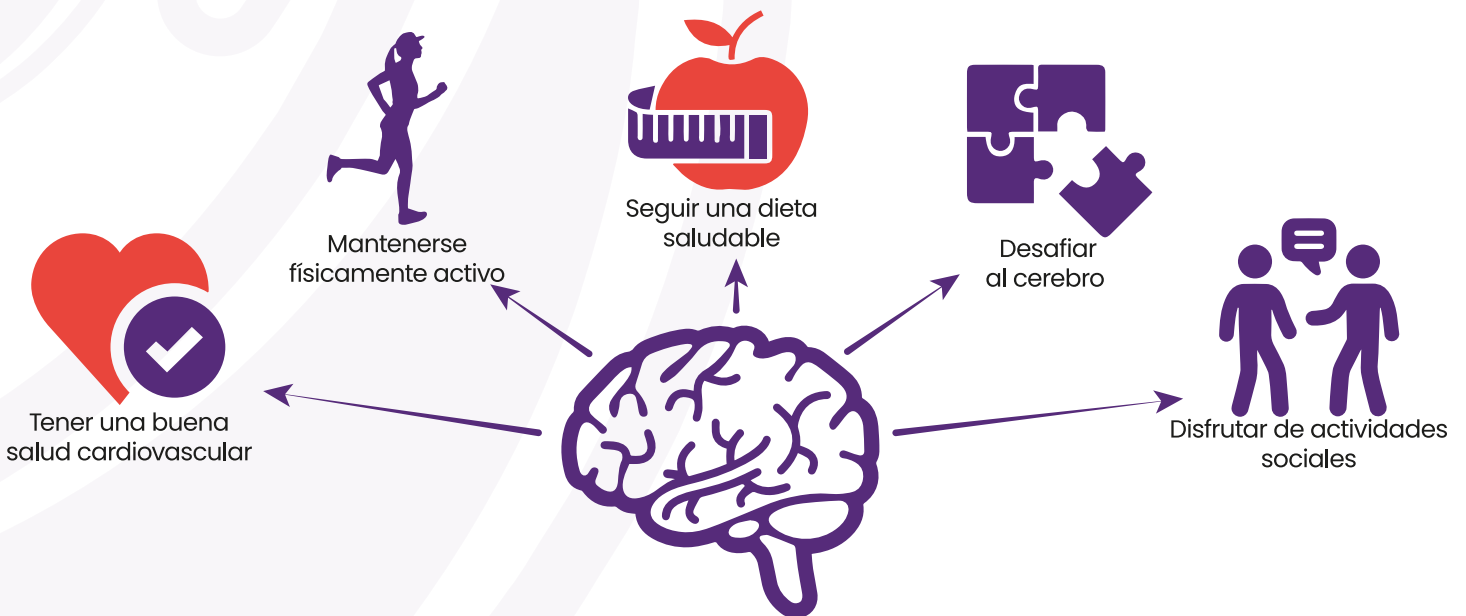 Tener una buena
salud cardiovascular
Mantenerse
físicamente activo
Seguir una dieta
saludable
Desafiar
al cerebro
Disfrutar de actividades
sociales